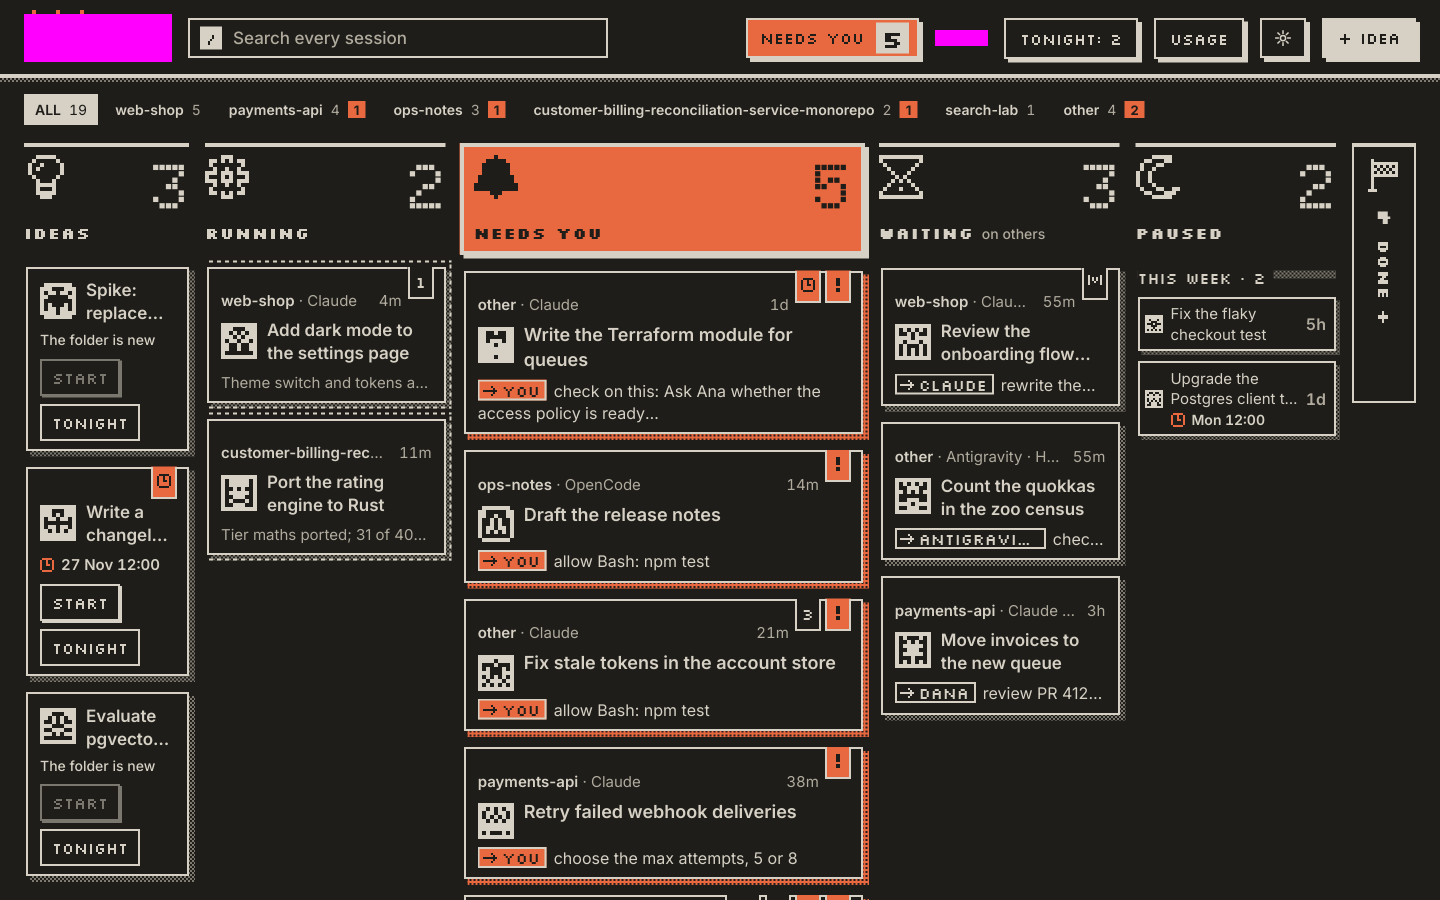 / Search every session
NEEDS YOU 5
TONIGHT: 2
USAGE
+ IDEA
ALL 19
web-shop 5
payments-api 4 1
ops-notes 3 1
customer-billing-reconciliation-service-monorepo 2 1
search-lab 1
other 4 2
3
IDEAS
Spike:
replace...
The folder is new
START
TONIGHT
Write a
changel...
27 Nov 12:00
START
TONIGHT
Evaluate
pgvecto...
The folder is new
START
TONIGHT
2
RUNNING
1
web-shop · Claude 4m
Add dark mode to
the settings page
Theme switch and tokens a...
customer-billing-rec... 11m
Port the rating
engine to Rust
Tier maths ported; 31 of 40...
5
NEEDS YOU
!
other · Claude 1d
Write the Terraform module for
queues
→ YOU check on this: Ask Ana whether the
access policy is ready...
!
ops-notes · OpenCode 14m
Draft the release notes
→ YOU allow Bash: npm test
3 !
other · Claude 21m
Fix stale tokens in the account store
→ YOU allow Bash: npm test
!
payments-api · Claude 38m
Retry failed webhook deliveries
→ YOU choose the max attempts, 5 or 8
3
WAITING on others
web-shop · Clau... 55m
Review the
onboarding flow...
→ CLAUDE rewrite the...
other · Antigravity · H... 55m
Count the quokkas
in the zoo census
→ ANTIGRAVI... chec...
payments-api · Claude ... 3h
Move invoices to
the new queue
→ DANA review PR 412...
2
PAUSED
THIS WEEK · 2
Fix the flaky
checkout test 5h
Upgrade the
Postgres client t... 1d
Mon 12:00
4 DONE +